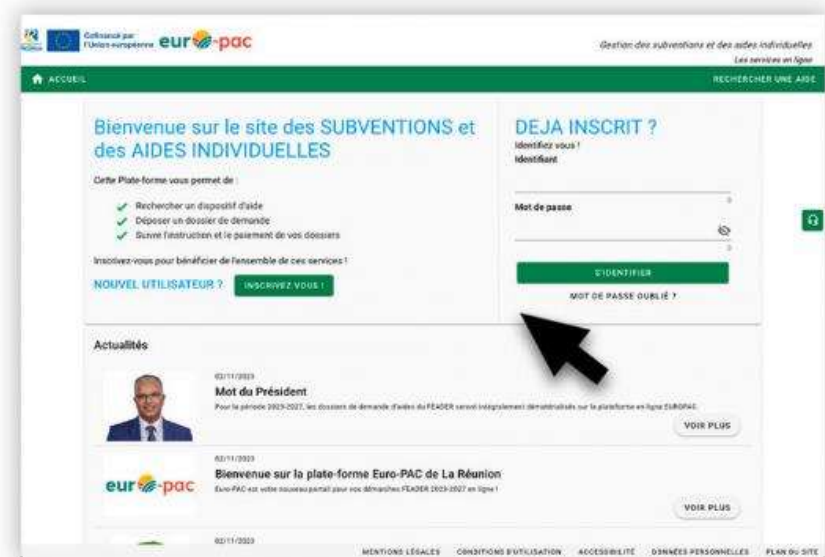 Cofinancé par
l'Union européenne
eur-pac
Gestion des subventions et des aides individuelles
Les services en ligne
ACCUEIL
RECHERCHER UNE AIDE
Bienvenue sur le site des SUBVENTIONS et
des AIDES INDIVIDUELLES
Cette Plate-forme vous permet de :
Rechercher un dispositif d'aide
Déposer un dossier de demande
Suivre l'instruction et le paiement de vos dossiers
Inscrivez-vous pour bénéficier de l'ensemble de ces services !
NOUVEL UTILISATEUR ?
INSCRIVEZ VOUS !
DEJA INSCRIT ?
Identifiez vous !
Identifiant
0
Mot de passe
0
S'IDENTIFIER
MOT DE PASSE OUBLIÉ ?
Actualités
02/11/2023
Mot du Président
Pour la période 2023-2027, les dossiers de demande d'aides du FEADER seront intégralement dématérialisés sur la plateforme en ligne EUROPAC.
VOIR PLUS
eur-pac
02/11/2023
Bienvenue sur la plate-forme Euro-PAC de La Réunion
Euro-PAC est votre nouveau portail pour vos démarches FEADER 2023-2027 en ligne !
VOIR PLUS
02/11/2023
MENTIONS LÉGALES CONDITIONS D'UTILISATION ACCESSIBILITÉ DONNÉES PERSONNELLES PLAN DU SITE